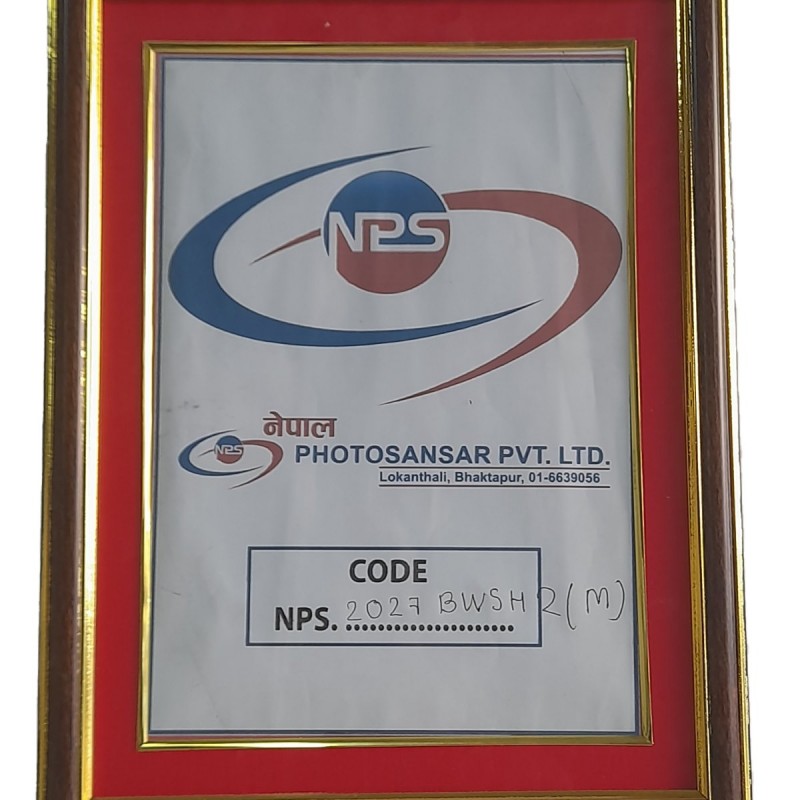 NPS
नेपाल
NPS
PHOTOSANSAR PVT. LTD.
Lokanthali, Bhaktapur, 01-6639056
CODE
NPS. 2027 BWSH 2 (M)